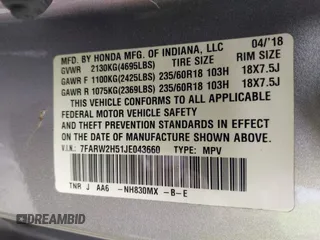 MFD. BY HONDA MFG. OF INDIANA, LLC 04/'18
GVWR 2130KG(4695LBS) TIRE SIZE RIM SIZE
GAWR F 1100KG(2425LBS) 235/60R18 103H 18X7.5J
GAWR R 1075KG(2369LBS) 235/60R18 103H 18X7.5J
THIS VEHICLE CONFORMS TO ALL APPLICABLE
FEDERAL MOTOR VEHICLE SAFETY
AND BUMPER STANDARDS IN EFFECT ON THE
DATE OF MANUFACTURE SHOWN ABOVE.
V.I.N: 7FARW2H51JE043660 TYPE: MPV
TNR J AA6 -NH830MX -B-E
DREAMBID